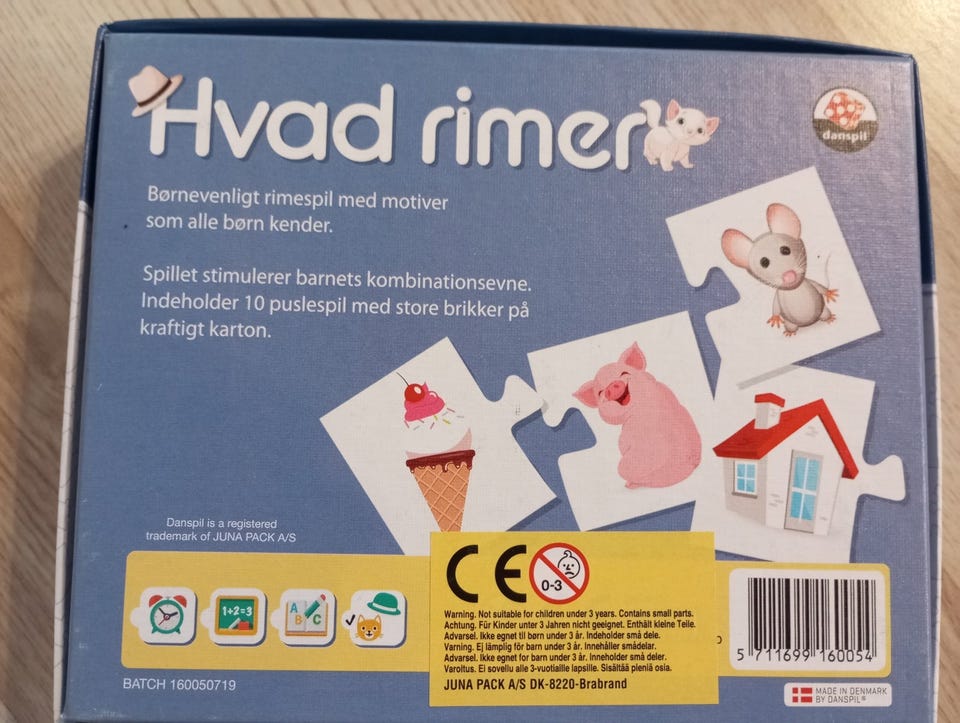 Hvad rimer
danspil
Børnevenligt rimespil med motiver
som alle børn kender.
Spillet stimulerer barnets kombinationsevne.
Indeholder 10 puslespil med store brikker på
kraftigt karton.
Danspil is a registered
trademark of JUNA PACK A/S
1+2=3
A
B C
CE
0-3
Warning. Not suitable for children under 3 years. Contains small parts.
Achtung. Für Kinder unter 3 Jahren nicht geeignet. Enthält kleine Teile.
Advarsel. Ikke egnet til børn under 3 år. Indeholder små dele.
Varning. Ej lämplig för barn under 3 år. Innehåller smådelar.
Advarsel. Ikke egnet for barn under 3 år. Inneholder små deler.
Varoitus. Ei sovellu alle 3-vuotiaille lapsille. Sisältää pieniä osia.
JUNA PACK A/S DK-8220-Brabrand
5 711699 160054
BATCH 160050719
MADE IN DENMARK
BY DANSPIL®